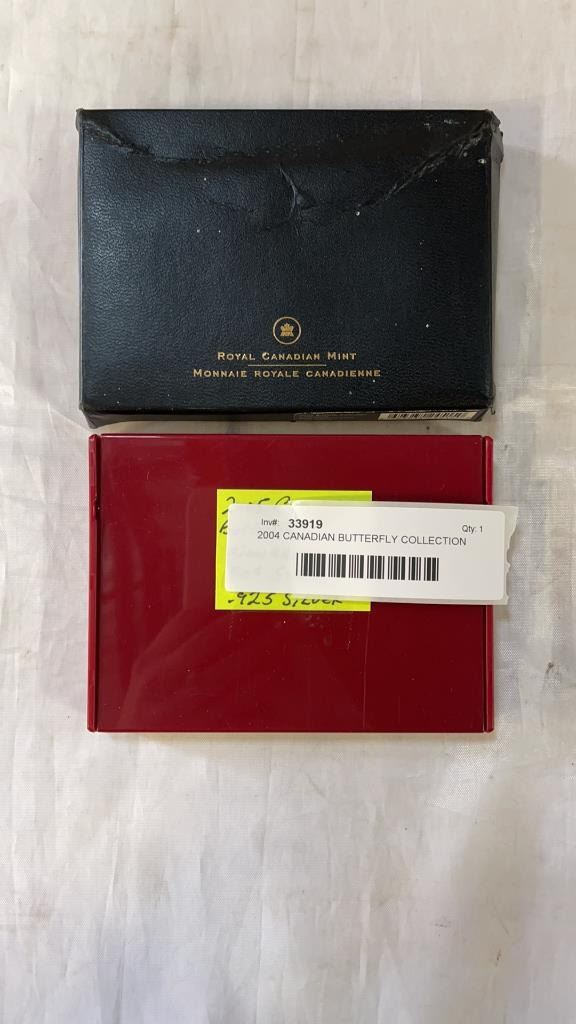 ROYAL CANADIAN MINT
MONNAIE ROYALE CANADIENNE
Inv#: 33919 Qty: 1
2004 CANADIAN BUTTERFLY COLLECTION
.925 SILVER